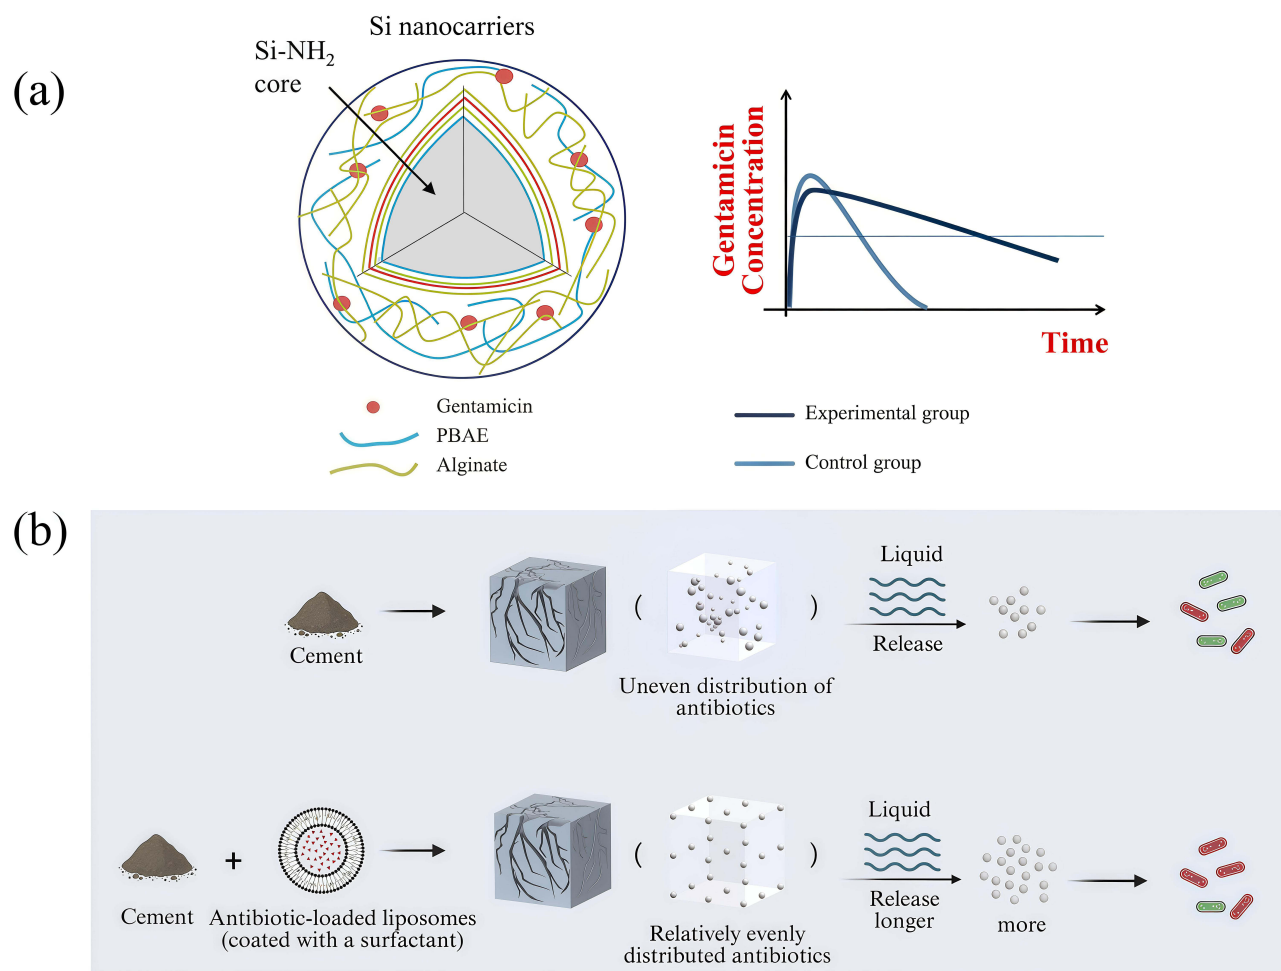 (a)
Si nanocarriers
Si-NH2
core
Gentamicin
Concentration
Time
Gentamicin
PBAE
Alginate
Experimental group
Control group
(b)
Cement
(
)
Uneven distribution of
antibiotics
Liquid
Release
Cement
+
Antibiotic-loaded liposomes
(coated with a surfactant)
(
)
Relatively evenly
distributed antibiotics
Liquid
Release
longer
more